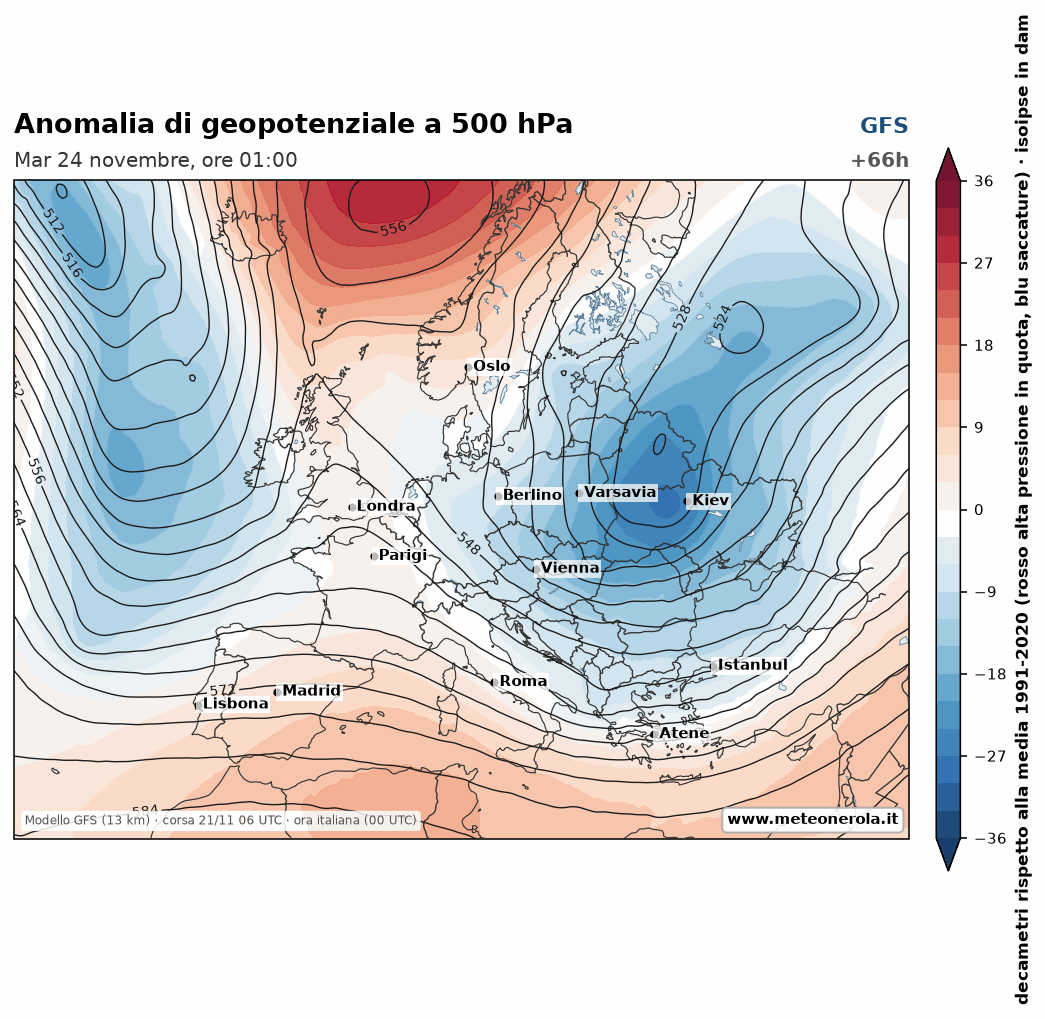 Anomalia di geopotenziale a 500 hPa
GFS
Mar 24 novembre, ore 01:00
+66h
512
516
556
528
524
Oslo
556
Berlino
Varsavia
Kiev
Londra
548
Parigi
Vienna
Istanbul
Roma
572
Madrid
Lisbona
Atene
584
Modello GFS (13 km) · corsa 21/11 06 UTC · ora italiana (00 UTC)
www.meteonerola.it
36
27
18
9
0
−9
−18
−27
−36
decametri rispetto alla media 1991-2020 (rosso alta pressione in quota, blu saccature) · isoipse in dam